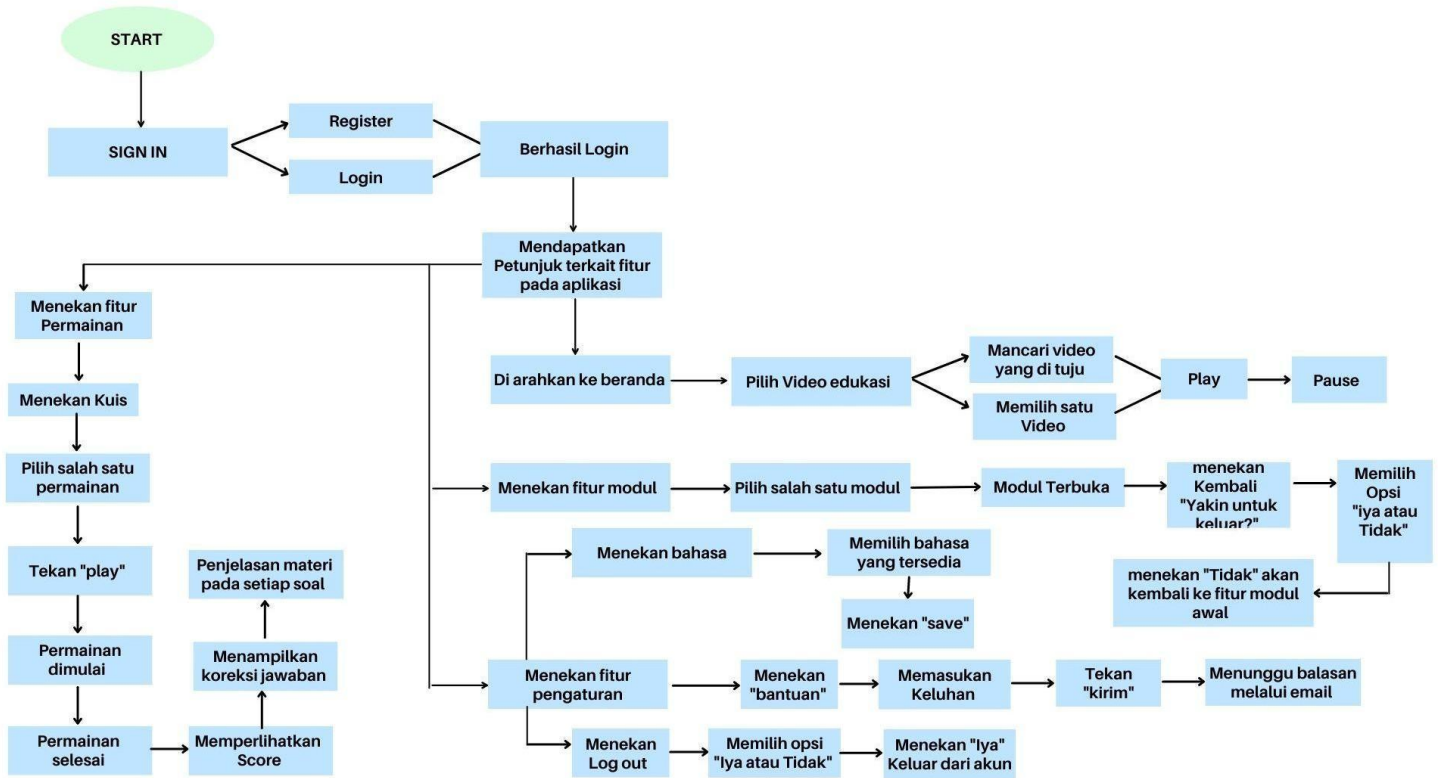 START
SIGN IN
Register
Login
Berhasil Login
Mendapatkan
Petunjuk terkait fitur
pada aplikasi
Menekan fitur
Permainan
Menekan Kuis
Pilih salah satu
permainan
Tekan "play"
Permainan
dimulai
Permainan
selesai
Memperlihatkan
Score
Menampilkan
koreksi jawaban
Penjelasan materi
pada setiap soal
Di arahkan ke beranda
Pilih Video edukasi
Mancari video
yang di tuju
Memilih satu
Video
Play
Pause
Menekan fitur modul
Pilih salah satu modul
Modul Terbuka
menekan
Kembali
"Yakin untuk
keluar?"
Memilih
Opsi
"iya atau
Tidak"
menekan "Tidak" akan
kembali ke fitur modul
awal
Menekan bahasa
Memilih bahasa
yang tersedia
Menekan "save"
Menekan fitur
pengaturan
Menekan
"bantuan"
Memasukan
Keluhan
Tekan
"kirim"
Menunggu balasan
melalui email
Menekan
Log out
Memilih opsi
"Iya atau Tidak"
Menekan "Iya"
Keluar dari akun